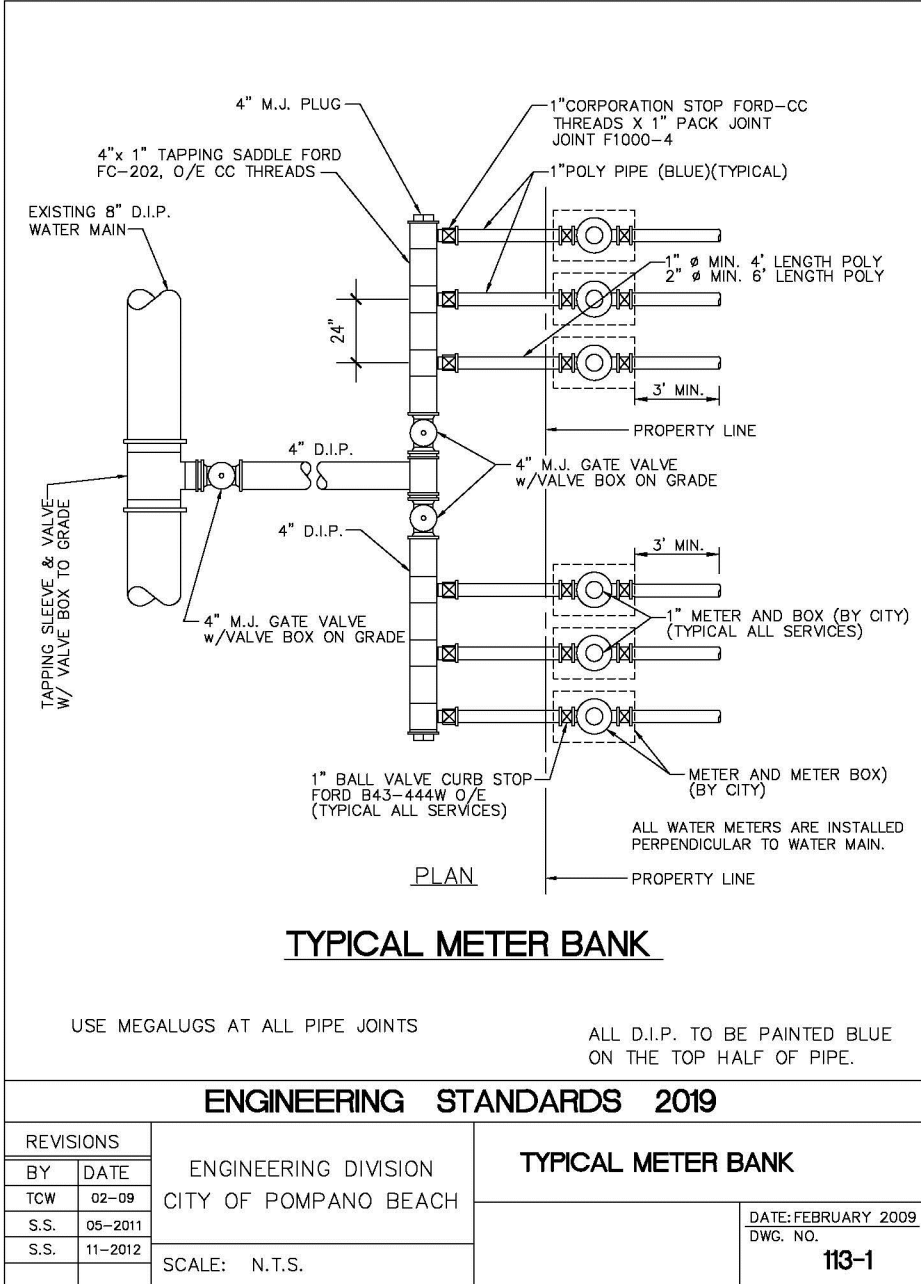 4" M.J. PLUG
1"CORPORATION STOP FORD-CC
THREADS X 1" PACK JOINT
JOINT F1000-4
4"x 1" TAPPING SADDLE FORD
FC-202, O/E CC THREADS
1"POLY PIPE (BLUE)(TYPICAL)
EXISTING 8" D.I.P.
WATER MAIN
1" ø MIN. 4' LENGTH POLY
2" ø MIN. 6' LENGTH POLY
24"
3' MIN.
PROPERTY LINE
4" D.I.P.
4" M.J. GATE VALVE
w/VALVE BOX ON GRADE
4" D.I.P.
TAPPING SLEEVE & VALVE
W/ VALVE BOX TO GRADE
3' MIN.
4" M.J. GATE VALVE
w/VALVE BOX ON GRADE
1" METER AND BOX (BY CITY)
(TYPICAL ALL SERVICES)
1" BALL VALVE CURB STOP
FORD B43-444W O/E
(TYPICAL ALL SERVICES)
METER AND METER BOX)
(BY CITY)
ALL WATER METERS ARE INSTALLED
PERPENDICULAR TO WATER MAIN.
PLAN
PROPERTY LINE
TYPICAL METER BANK
USE MEGALUGS AT ALL PIPE JOINTS
ALL D.I.P. TO BE PAINTED BLUE
ON THE TOP HALF OF PIPE.
ENGINEERING STANDARDS 2019
REVISIONS
BY DATE
TCW 02-09
S.S. 05-2011
S.S. 11-2012
ENGINEERING DIVISION
CITY OF POMPANO BEACH
SCALE: N.T.S.
TYPICAL METER BANK
DATE:FEBRUARY 2009
DWG. NO.
113-1